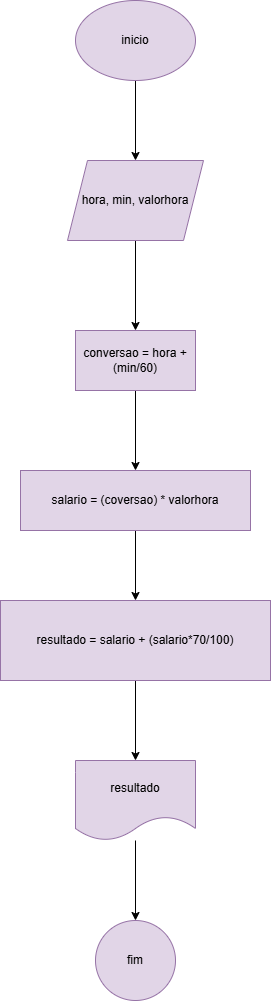 inicio
hora, min, valorhora
conversao = hora +
(min/60)
salario = (coversao) * valorhora
resultado = salario + (salario*70/100)
resultado
fim